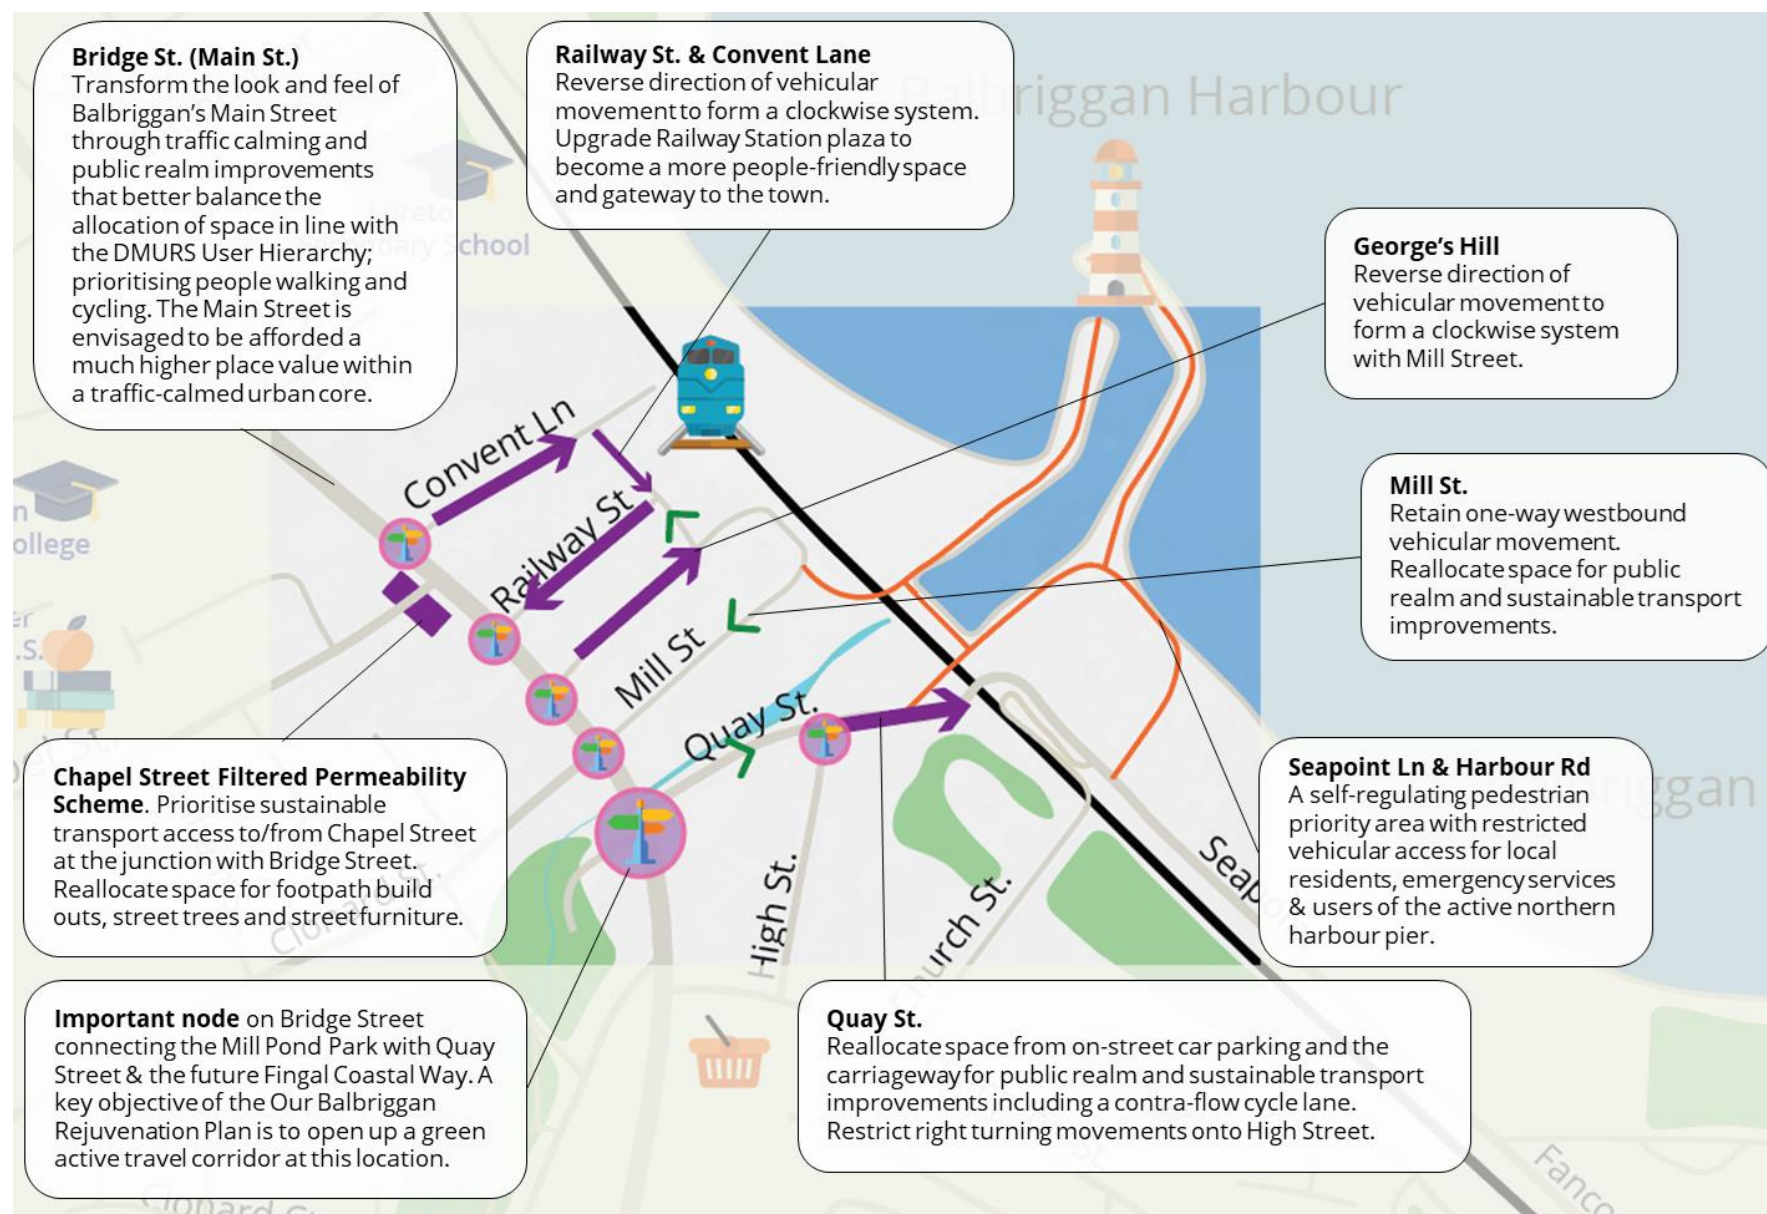 Bridge St. (Main St.)
Transform the look and feel of
Balbriggan's Main Street
through traffic calming and
public realm improvements
that better balance the
allocation of space in line with
the DMURS User Hierarchy;
prioritising people walking and
cycling. The Main Street is
envisaged to be afforded a
much higher place value within
a traffic-calmed urban core.
Railway St. & Convent Lane
Reverse direction of vehicular
movement to form a clockwise system.
Upgrade Railway Station plaza to
become a more people-friendly space
and gateway to the town.
Balbriggan Harbour
Loreto
Secondary School
George's Hill
Reverse direction of
vehicular movement to
form a clockwise system
with Mill Street.
Mill St.
Retain one-way westbound
vehicular movement.
Reallocate space for public
realm and sustainable transport
improvements.
Convent Ln
Railway St
Mill St
Quay St.
High St.
Church St.
Seapo
n
ollege
er
.S.
Chapel Street Filtered Permeability
Scheme. Prioritise sustainable
transport access to/from Chapel Street
at the junction with Bridge Street.
Reallocate space for footpath build
outs, street trees and street furniture.
Clonard St.
Seapoint Ln & Harbour Rd
A self-regulating pedestrian
priority area with restricted
vehicular access for local
residents, emergency services
& users of the active northern
harbour pier.
riggan
Important node on Bridge Street
connecting the Mill Pond Park with Quay
Street & the future Fingal Coastal Way. A
key objective of the Our Balbriggan
Rejuvenation Plan is to open up a green
active travel corridor at this location.
Quay St.
Reallocate space from on-street car parking and the
carriageway for public realm and sustainable transport
improvements including a contra-flow cycle lane.
Restrict right turning movements onto High Street.
Fanco